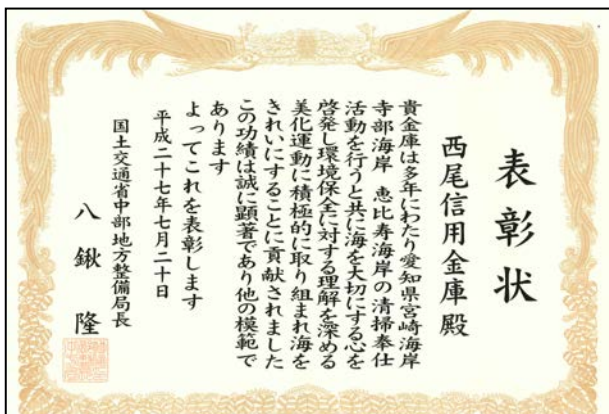 表彰状
西尾信用金庫殿
貴金庫は多年にわたり愛知県宮崎海岸
寺部海岸 恵比寿海岸の清掃奉仕
活動を行うと共に海を大切にする心を
啓発し環境保全に対する理解を深める
美化運動に積極的に取り組まれ海を
きれいにすることに貢献されました
この功績は誠に顕著であり他の模範で
あります
よってこれを表彰します
平成二十七年七月二十日
国土交通省中部地方整備局長
八鍬 隆